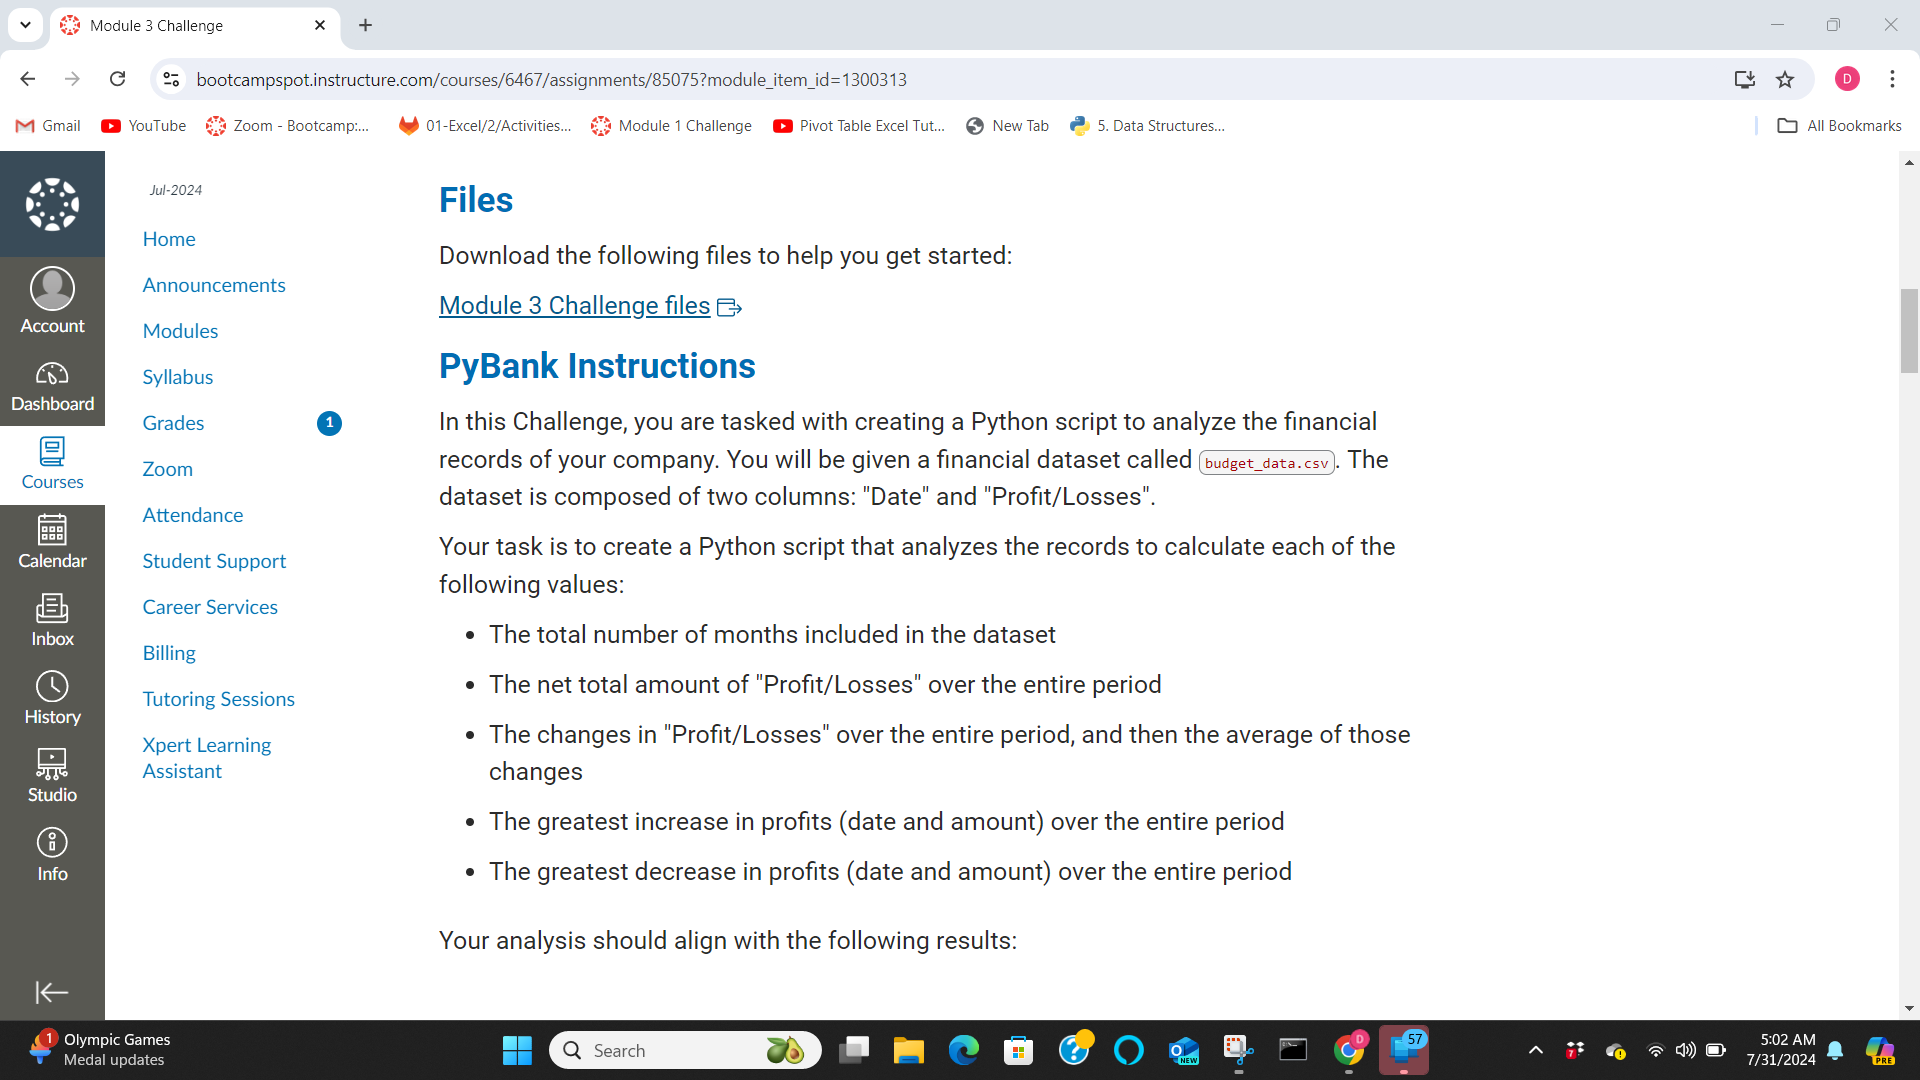 Module 3 Challenge
bootcampspot.instructure.com/courses/6467/assignments/85075?module_item_id=1300313
D
Gmail
YouTube
Zoom - Bootcamp:...
01-Excel/2/Activities...
Module 1 Challenge
Pivot Table Excel Tut...
New Tab
5. Data Structures...
All Bookmarks
Account
Dashboard
Courses
Calendar
Inbox
History
Studio
Info
Jul-2024
Home
Announcements
Modules
Syllabus
Grades 1
Zoom
Attendance
Student Support
Career Services
Billing
Tutoring Sessions
Xpert Learning
Assistant
Files
Download the following files to help you get started:
Module 3 Challenge files
PyBank Instructions
In this Challenge, you are tasked with creating a Python script to analyze the financial
records of your company. You will be given a financial dataset called budget_data.csv. The
dataset is composed of two columns: "Date" and "Profit/Losses".
Your task is to create a Python script that analyzes the records to calculate each of the
following values:
• The total number of months included in the dataset
• The net total amount of "Profit/Losses" over the entire period
• The changes in "Profit/Losses" over the entire period, and then the average of those
changes
• The greatest increase in profits (date and amount) over the entire period
• The greatest decrease in profits (date and amount) over the entire period
Your analysis should align with the following results:
1
Olympic Games
Medal updates
Search
NEW
D
57
7
5:02 AM
7/31/2024
PRE